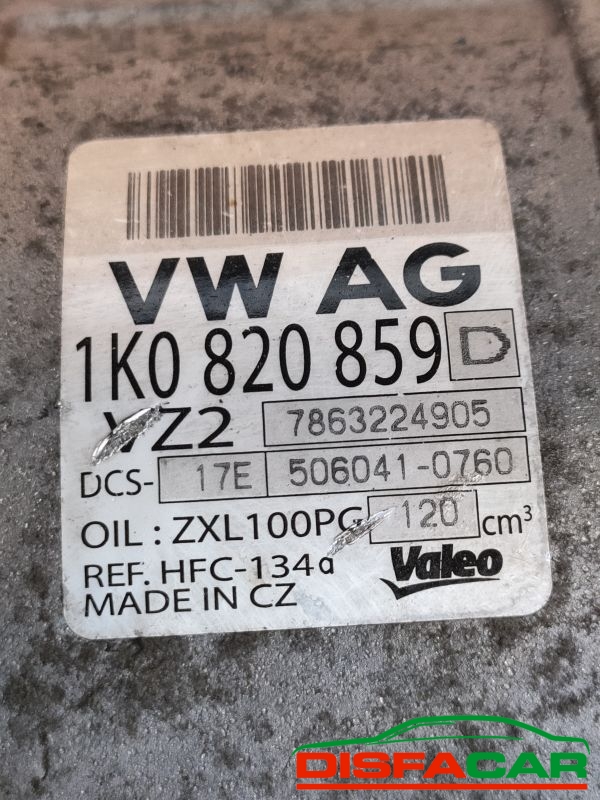 VW AG
1K0 820 859 D
VZ2 7863224905
DCS- 17E 506041-0760
OIL : ZXL100PG 120 cm³
REF. HFC-134a Valeo
MADE IN CZ
DISFACAR